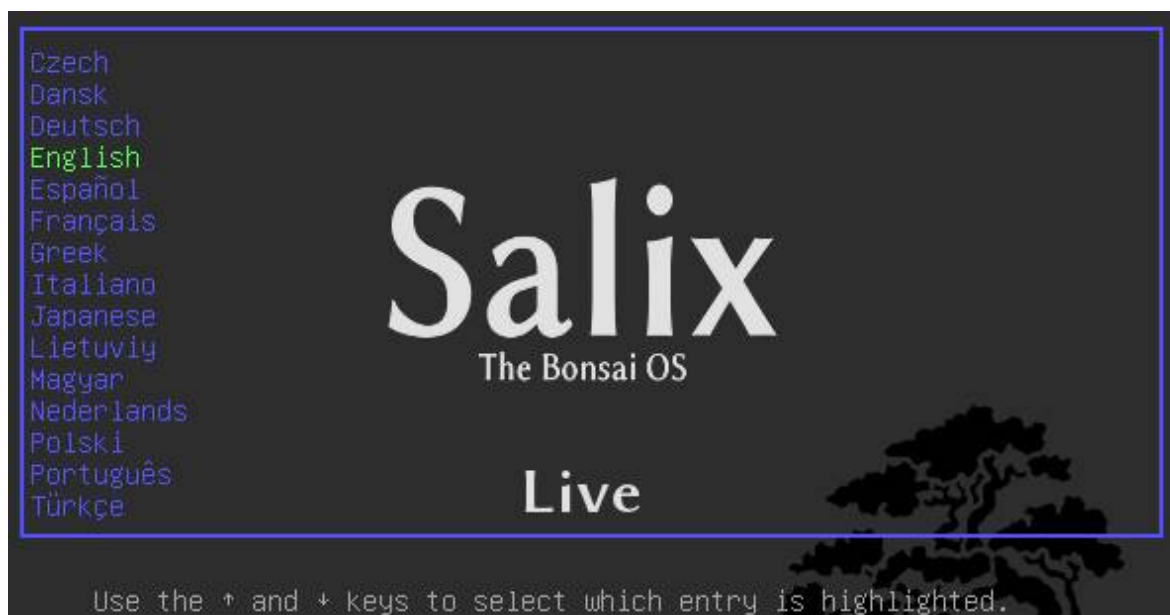 Czech
Dansk
Deutsch
English
Español
Français
Greek
Italiano
Japanese
Lietuviy
Magyar
Nederlands
Polski
Português
Türkçe
Salix
The Bonsai OS
Live
Use the ↑ and ↓ keys to select which entry is highlighted.